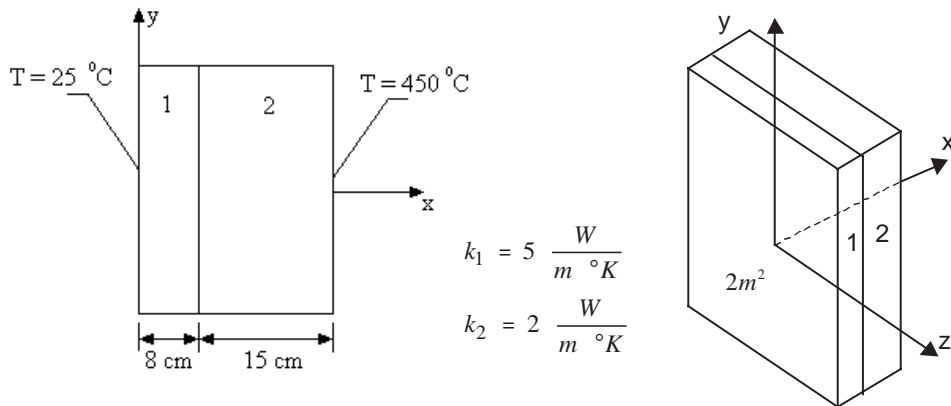 y
T = 25 °C
1
2
T = 450 °C
x
8 cm
15 cm
k₁ = 5 W / m °K
k₂ = 2 W / m °K
y
x
1
2
2m²
z